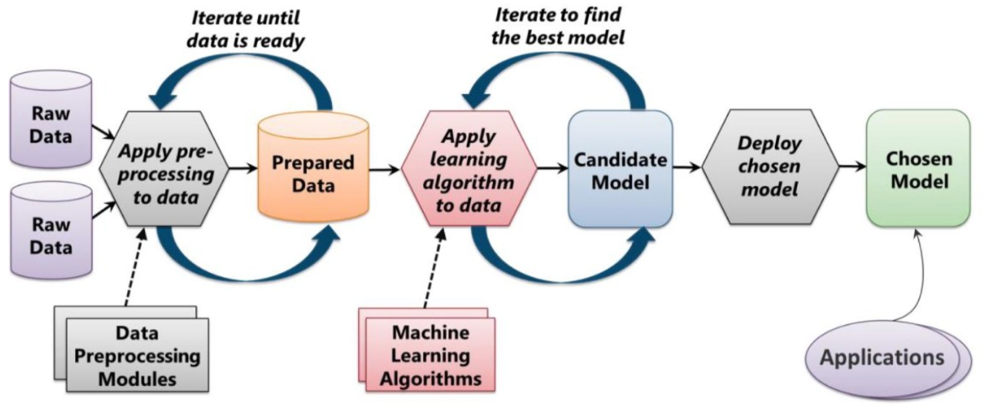 Iterate until
data is ready
Iterate to find
the best model
Raw
Data
Raw
Data
Apply pre-
processing
to data
Prepared
Data
Apply
learning
algorithm
to data
Candidate
Model
Deploy
chosen
model
Chosen
Model
Data
Preprocessing
Modules
Machine
Learning
Algorithms
Applications